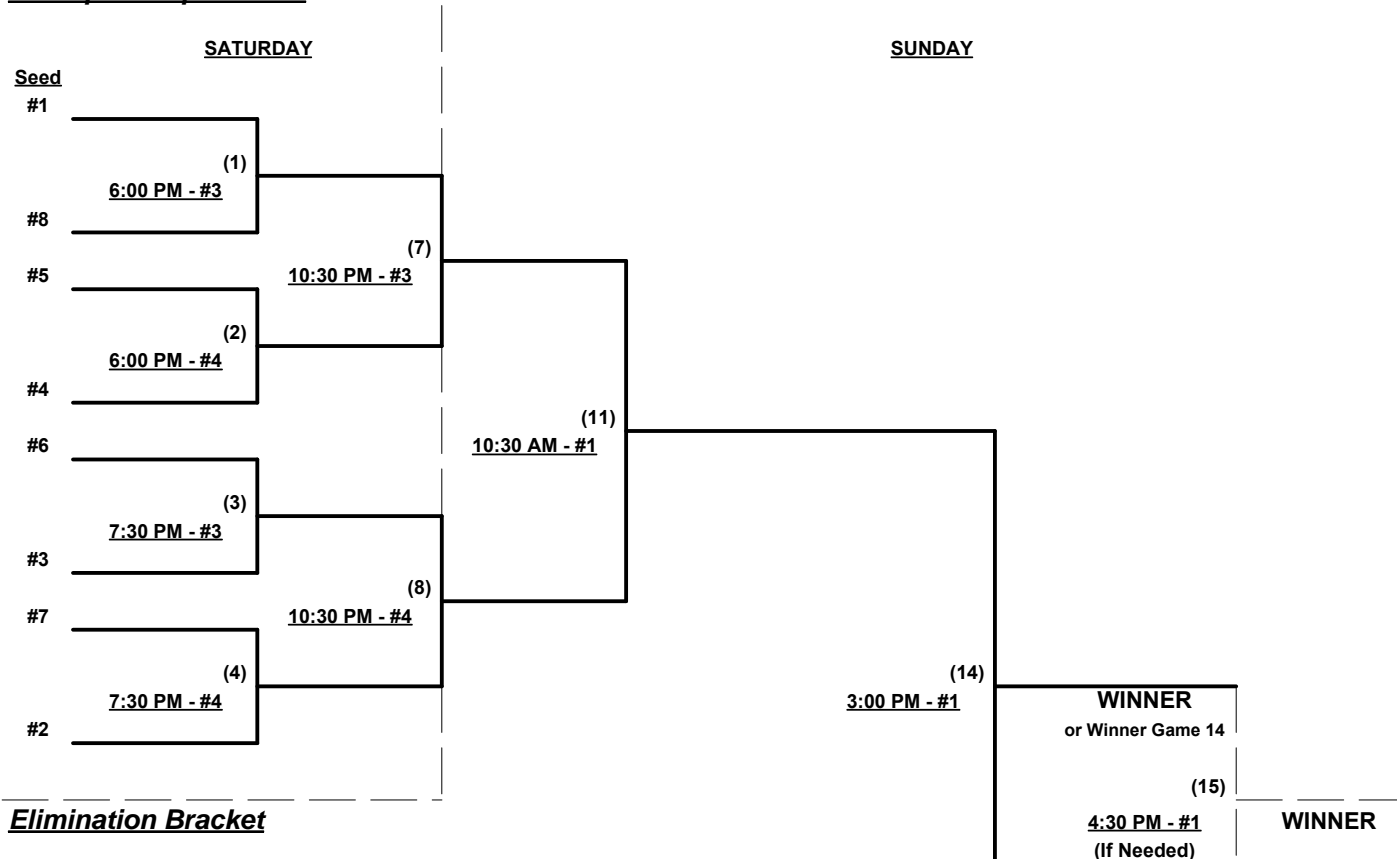 SATURDAY
SUNDAY
Seed
#1
(1)
6:00 PM - #3
#8
(7)
#5
10:30 PM - #3
(2)
6:00 PM - #4
#4
(11)
#6
10:30 AM - #1
(3)
7:30 PM - #3
#3
(8)
#7
10:30 PM - #4
(4)
(14)
7:30 PM - #4
3:00 PM - #1
WINNER
#2
or Winner Game 14
(15)
Elimination Bracket
4:30 PM - #1
WINNER
(If Needed)